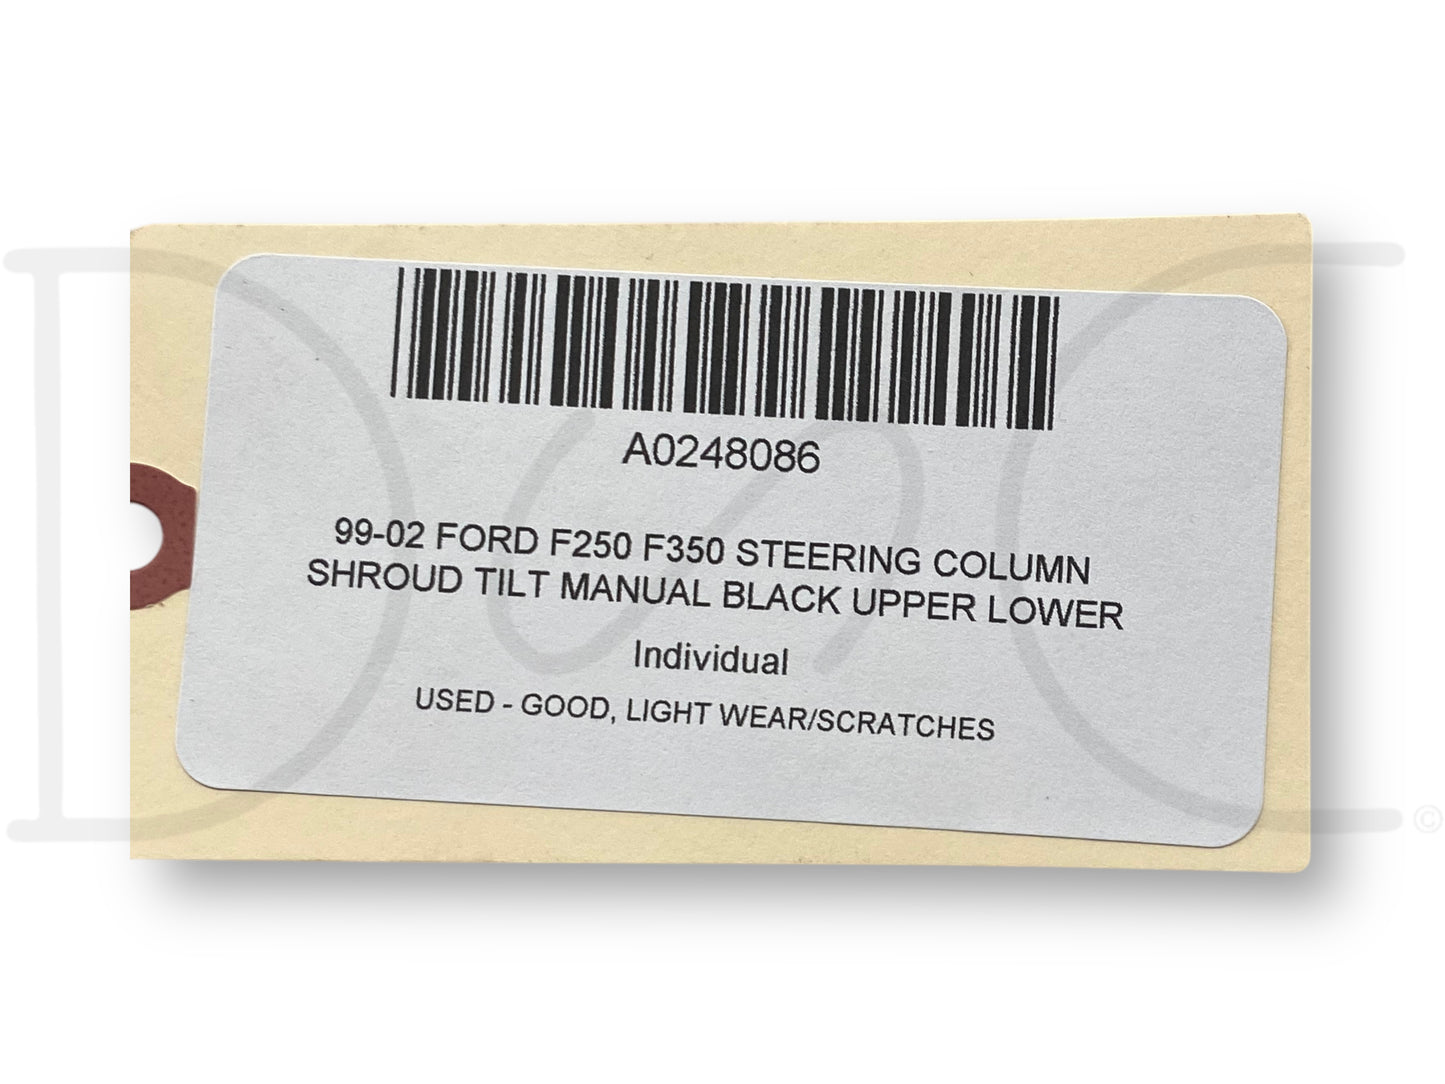 A0248086
99-02 FORD F250 F350 STEERING COLUMN
SHROUD TILT MANUAL BLACK UPPER LOWER
Individual
USED - GOOD, LIGHT WEAR/SCRATCHES
©